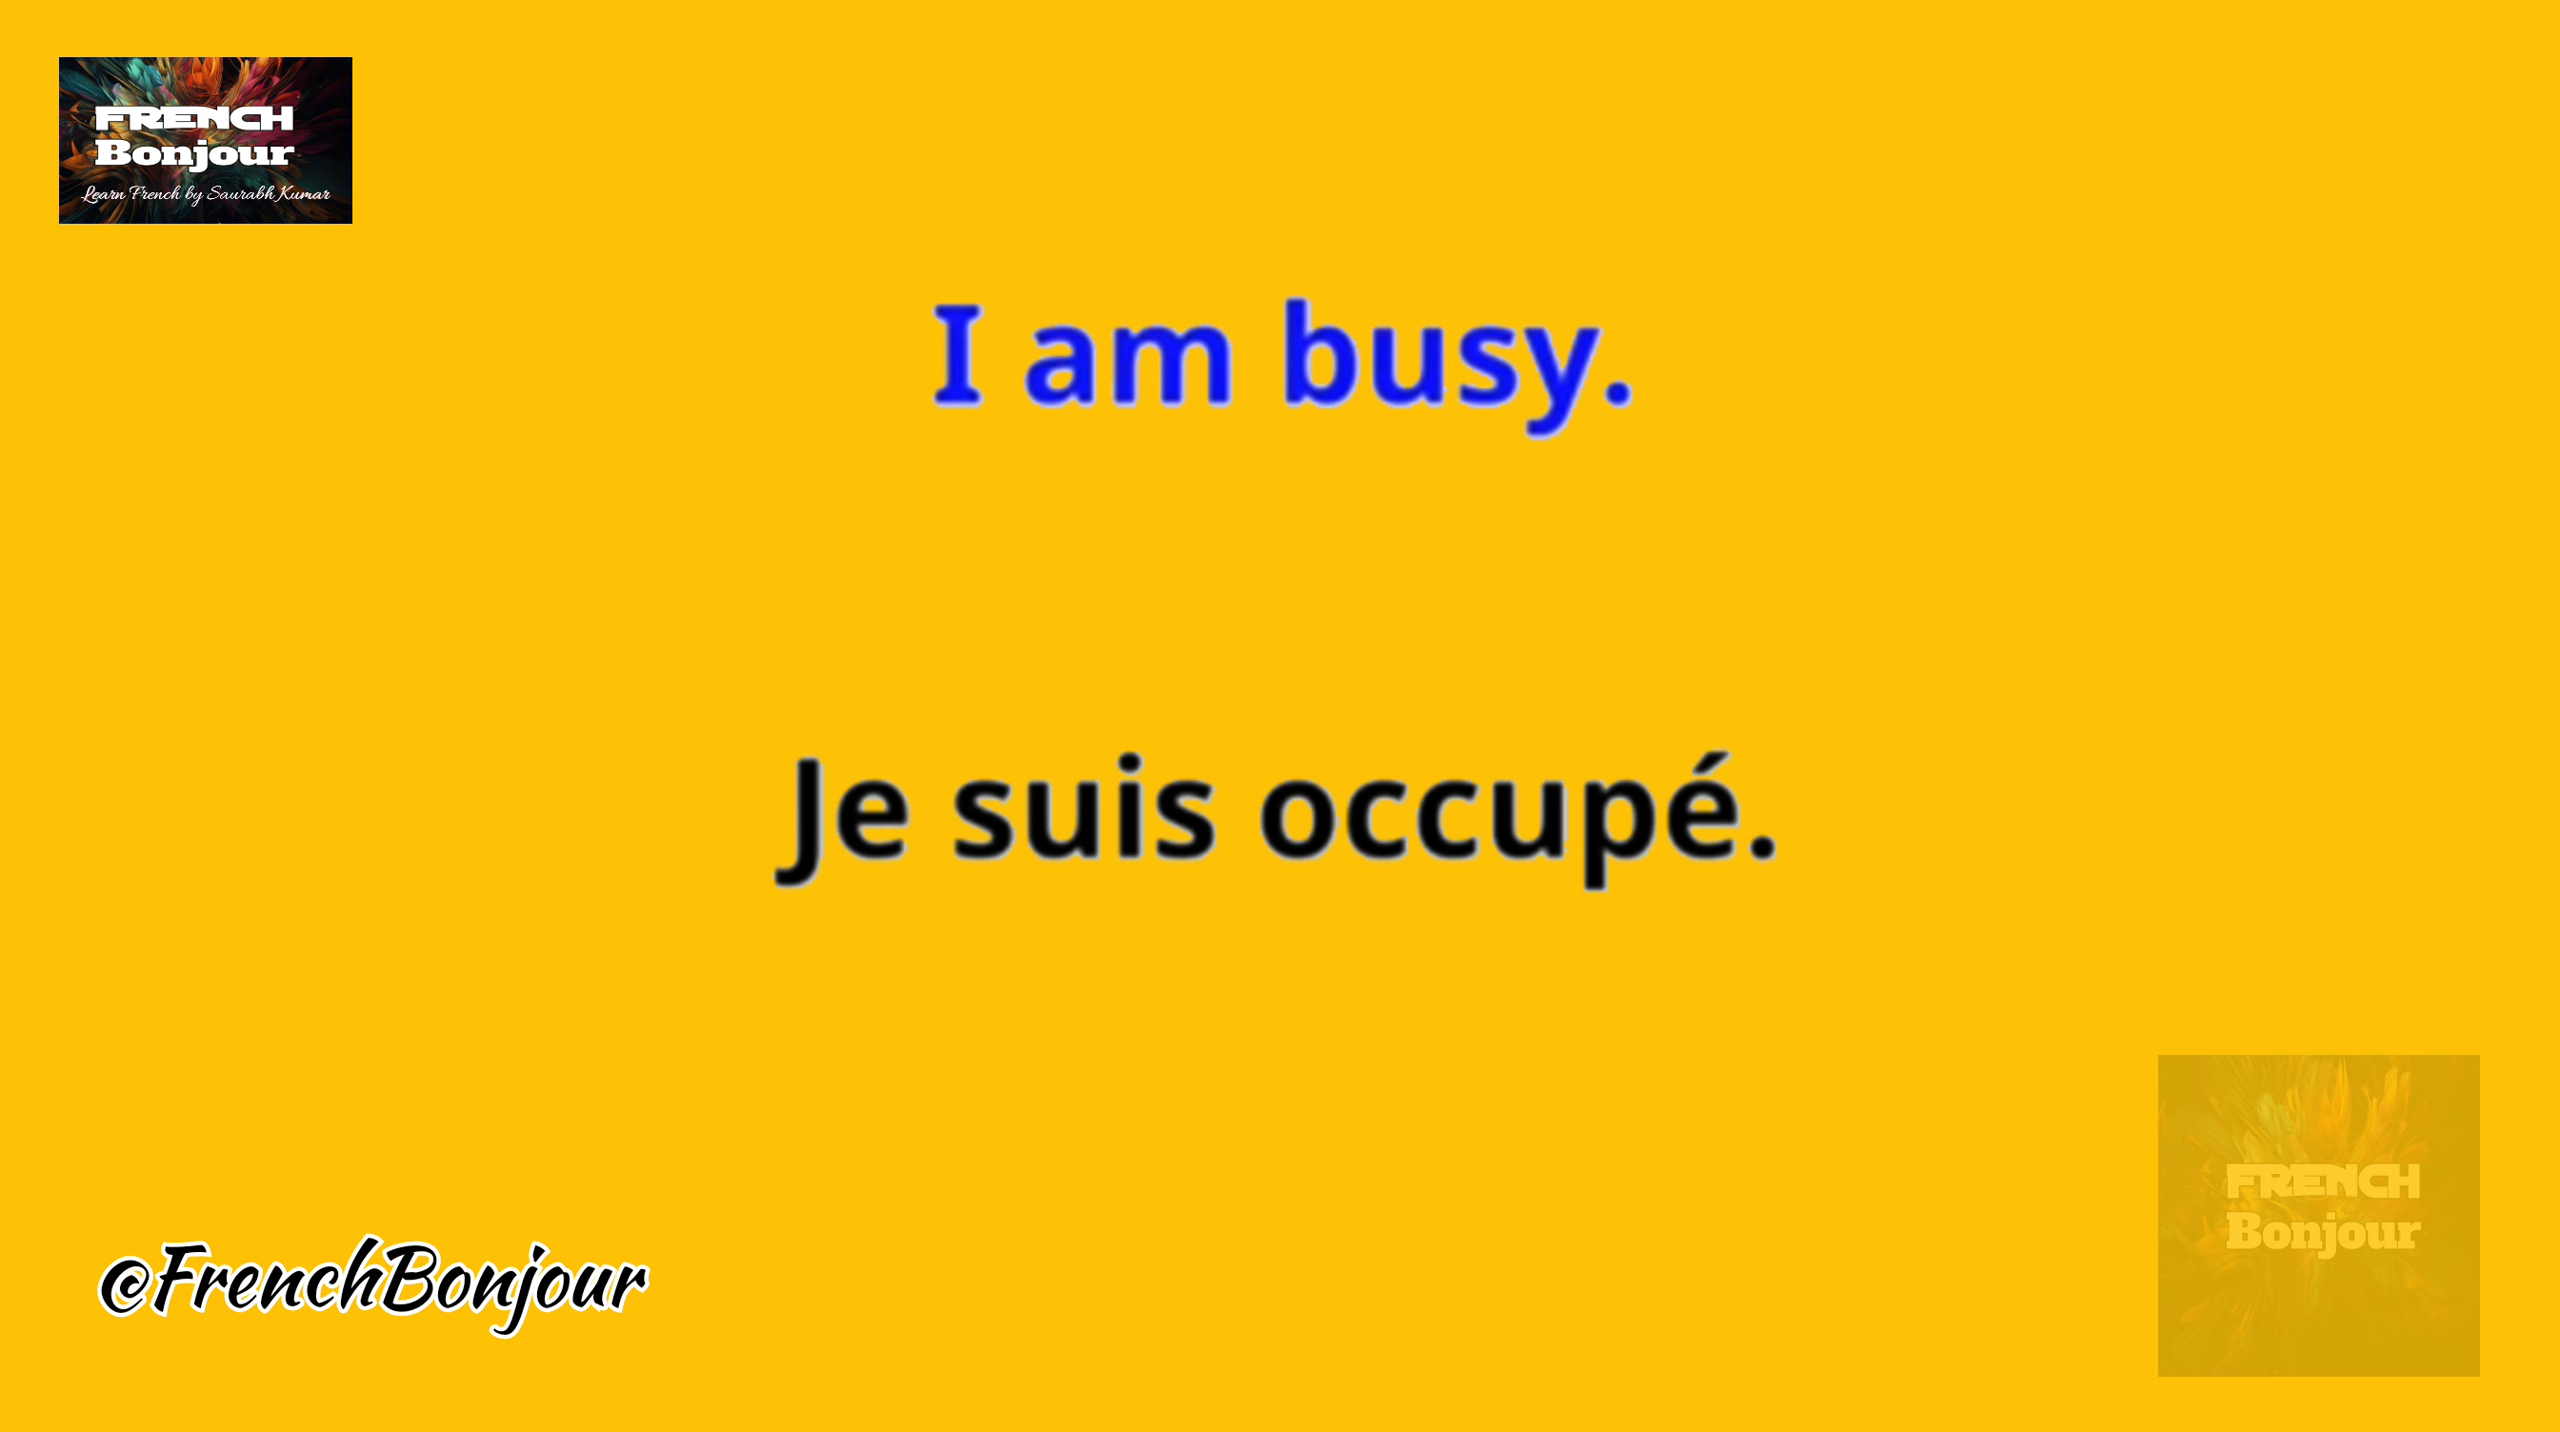 FRENCH
Bonjour
Learn French by Saurabh Kumar
I am busy.
Je suis occupé.
@FrenchBonjour
FRENCH
Bonjour